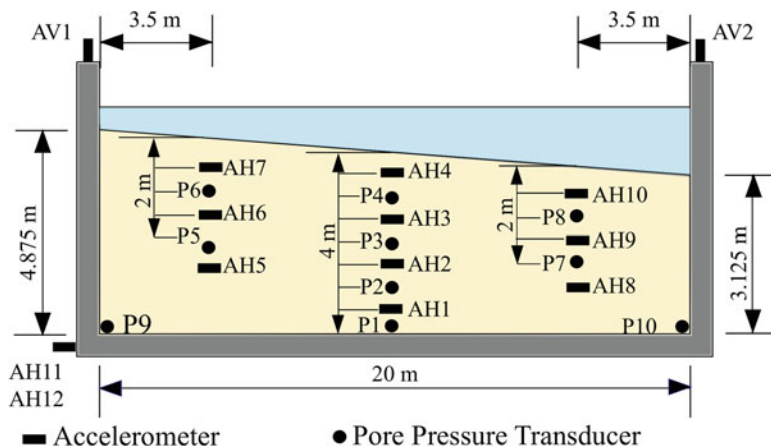 3.5 m
3.5 m
AV1
AV2
AH7
AH4
P6
AH10
P4
2 m
AH6
AH3
P8
P5
P3
2 m
AH9
4.875 m
4 m
AH2
P7
AH5
P2
AH8
3.125 m
AH1
P9
P1
P10
AH11
20 m
AH12
Accelerometer
Pore Pressure Transducer